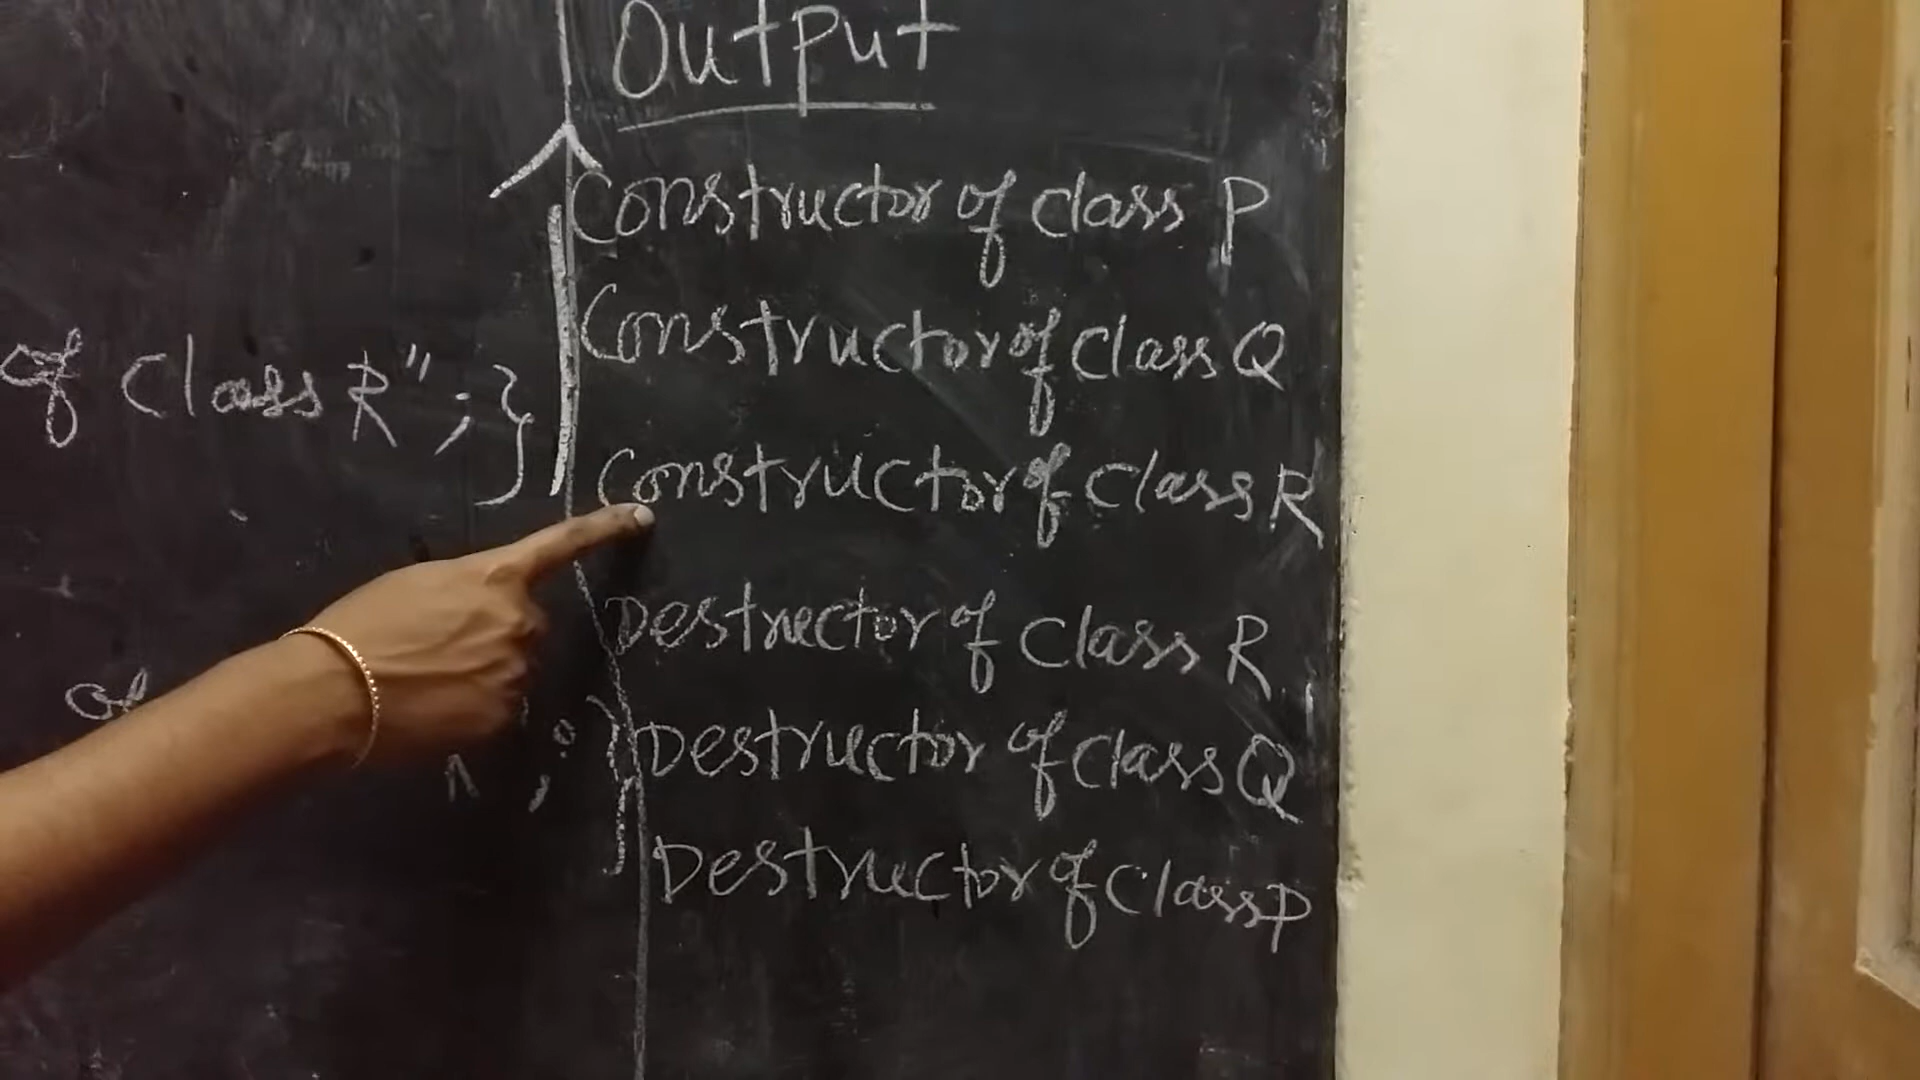 of Class R" ; }
of
" ; }
Output
Constructor of class P
Constructor of Class Q
Constructor of Class R
Destructor of Class R
Destructor of Class Q
Destructor of Class P